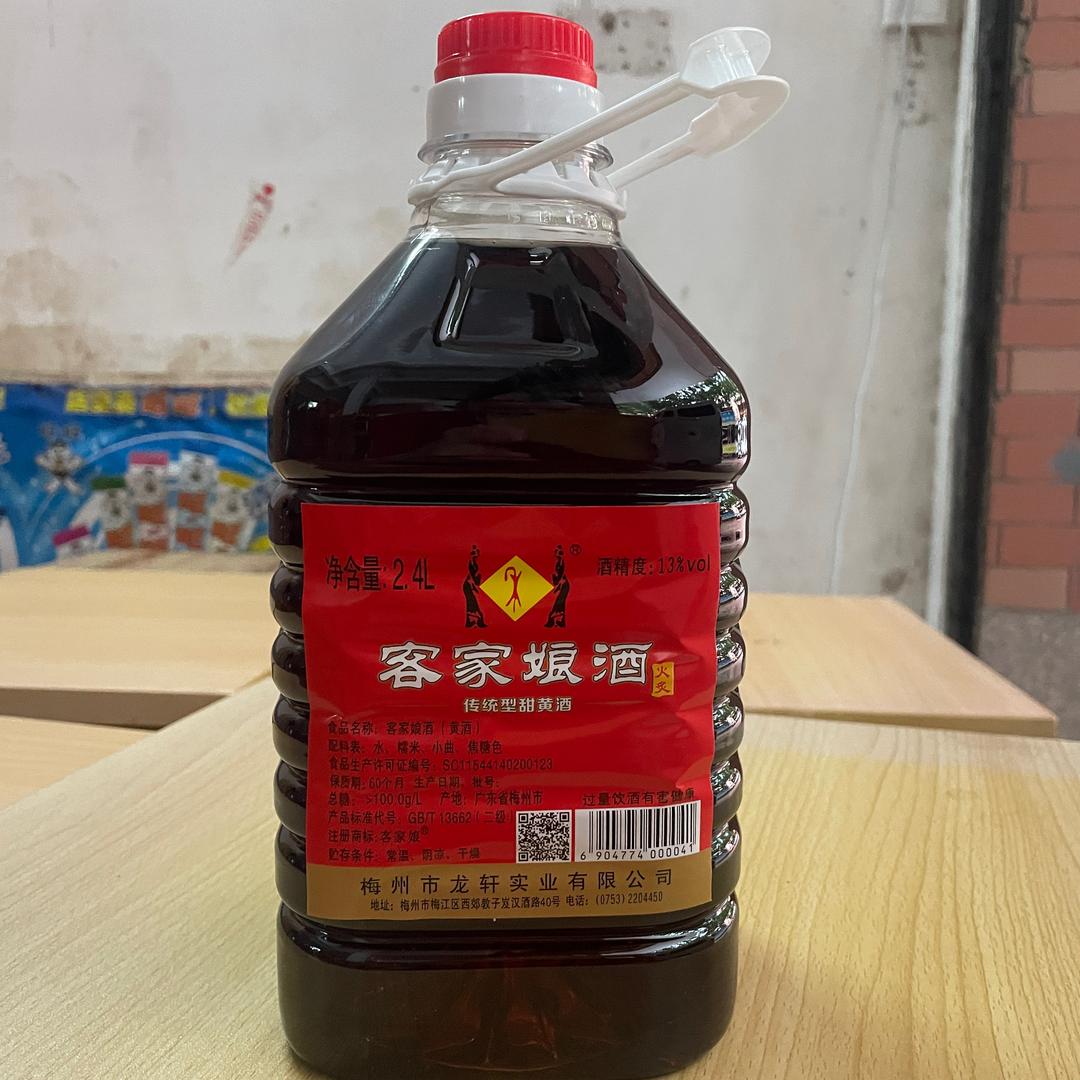 净含量: 2.4L
®
酒精度: 13%vol
客家娘酒
火炙
传统型甜黄酒
食品名称: 客家娘酒（黄酒）
配料表: 水、糯米、小曲、焦糖色
食品生产许可证编号: SC11544140200123
保质期: 60个月 生产日期、批号:
总糖: >100.0g/L 产地: 广东省梅州市
过量饮酒有害健康
产品标准代号: GB/T 13662（二级）
注册商标: 客家娘®
贮存条件: 常温、阴凉、干燥
6 904774 000041
梅州市龙轩实业有限公司
地址: 梅州市梅江区西郊教子岌汉酒路40号 电话: (0753) 2204450